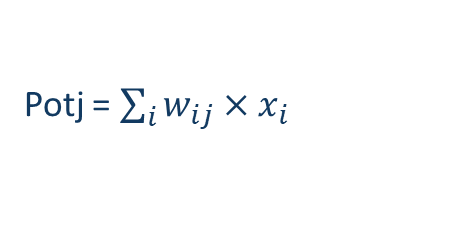 Potj = ∑ᵢ wᵢⱼ × xᵢ